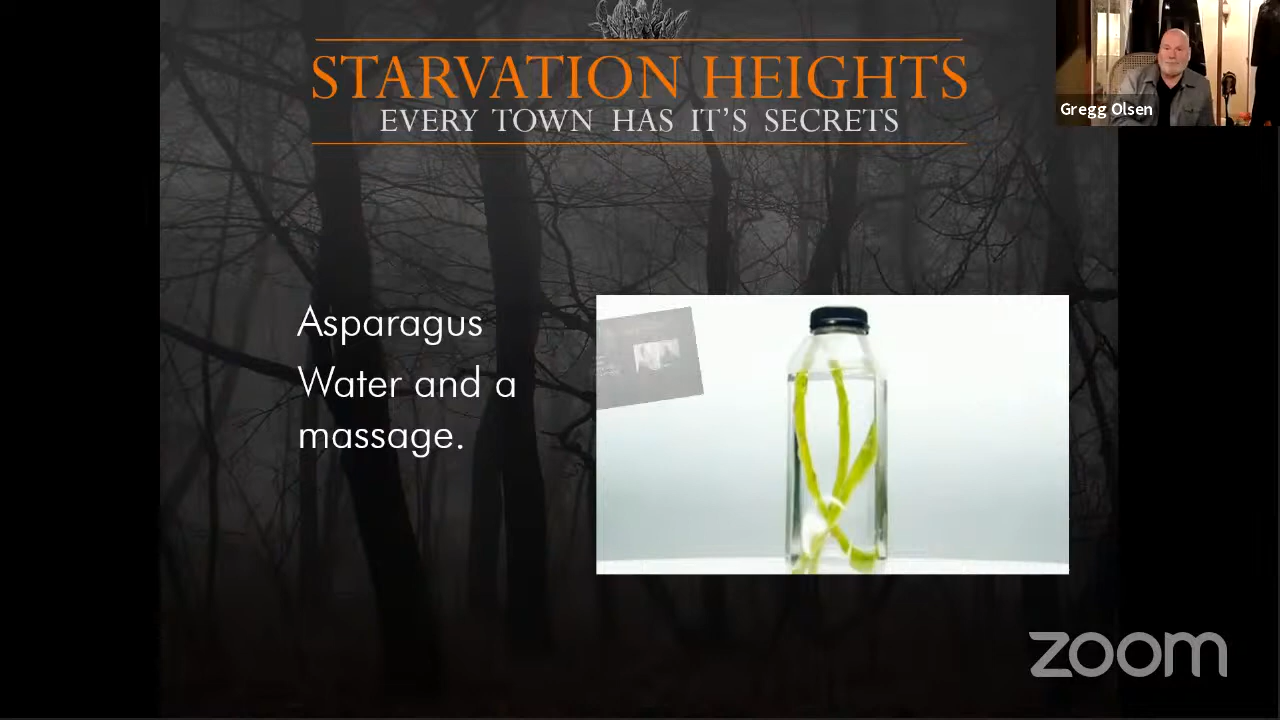 STARVATION HEIGHTS
EVERY TOWN HAS IT'S SECRETS
Gregg Olsen
Asparagus
Water and a
massage.
zoom